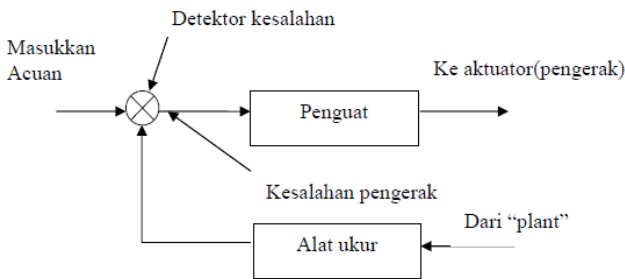 Detektor kesalahan
Masukkan
Acuan
Ke aktuator(pengerak)
Penguat
Kesalahan pengerak
Dari “plant”
Alat ukur